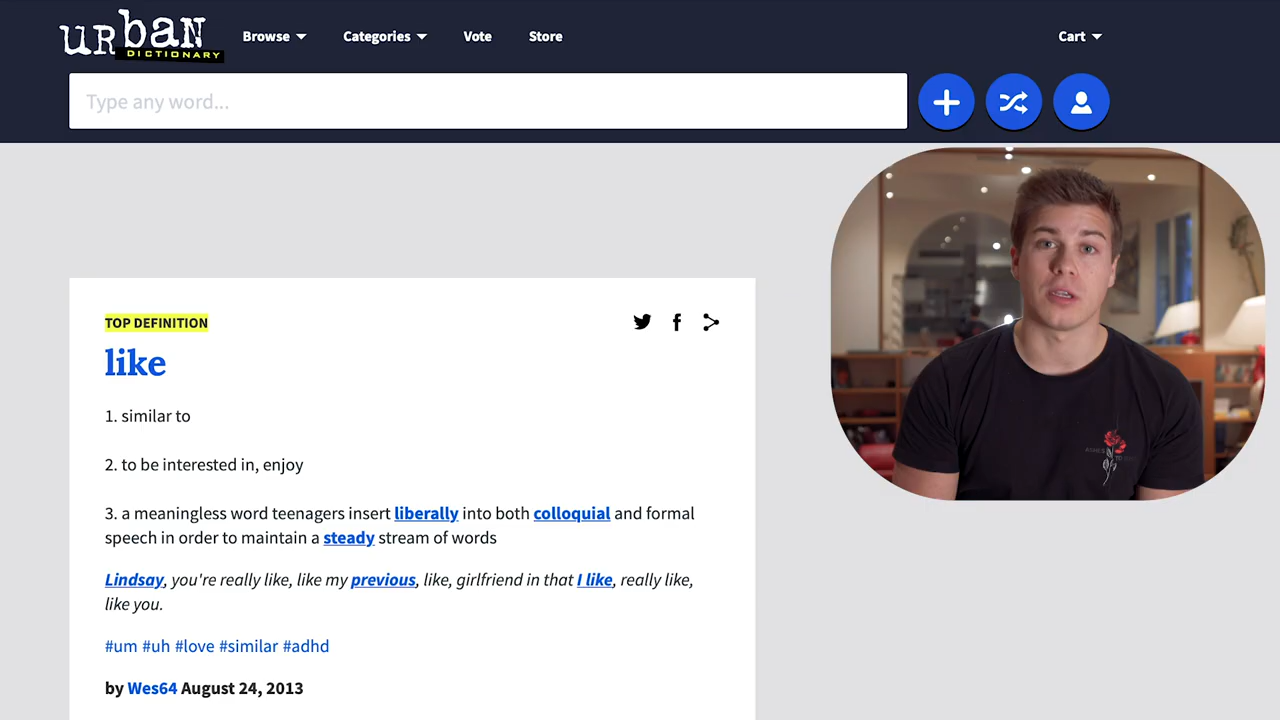 urban
DICTIONARY
Browse
Categories
Vote
Store
Cart
Type any word...
TOP DEFINITION
like
1. similar to
2. to be interested in, enjoy
3. a meaningless word teenagers insert liberally into both colloquial and formal
speech in order to maintain a steady stream of words
Lindsay, you're really like, like my previous, like, girlfriend in that I like, really like,
like you.
#um #uh #love #similar #adhd
by Wes64 August 24, 2013